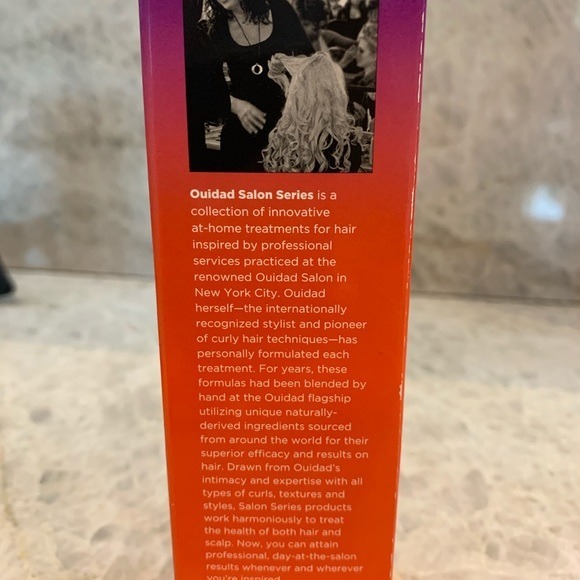 Ouidad Salon Series is a
collection of innovative
at-home treatments for hair
inspired by professional
services practiced at the
renowned Ouidad Salon in
New York City. Ouidad
herself—the internationally
recognized stylist and pioneer
of curly hair techniques—has
personally formulated each
treatment. For years, these
formulas had been blended by
hand at the Ouidad flagship
utilizing unique naturally-
derived ingredients sourced
from around the world for their
superior efficacy and results on
hair. Drawn from Ouidad's
intimacy and expertise with all
types of curls, textures and
styles, Salon Series products
work harmoniously to treat
the health of both hair and
scalp. Now, you can attain
professional, day-at-the-salon
results whenever and wherever
you're inspired.